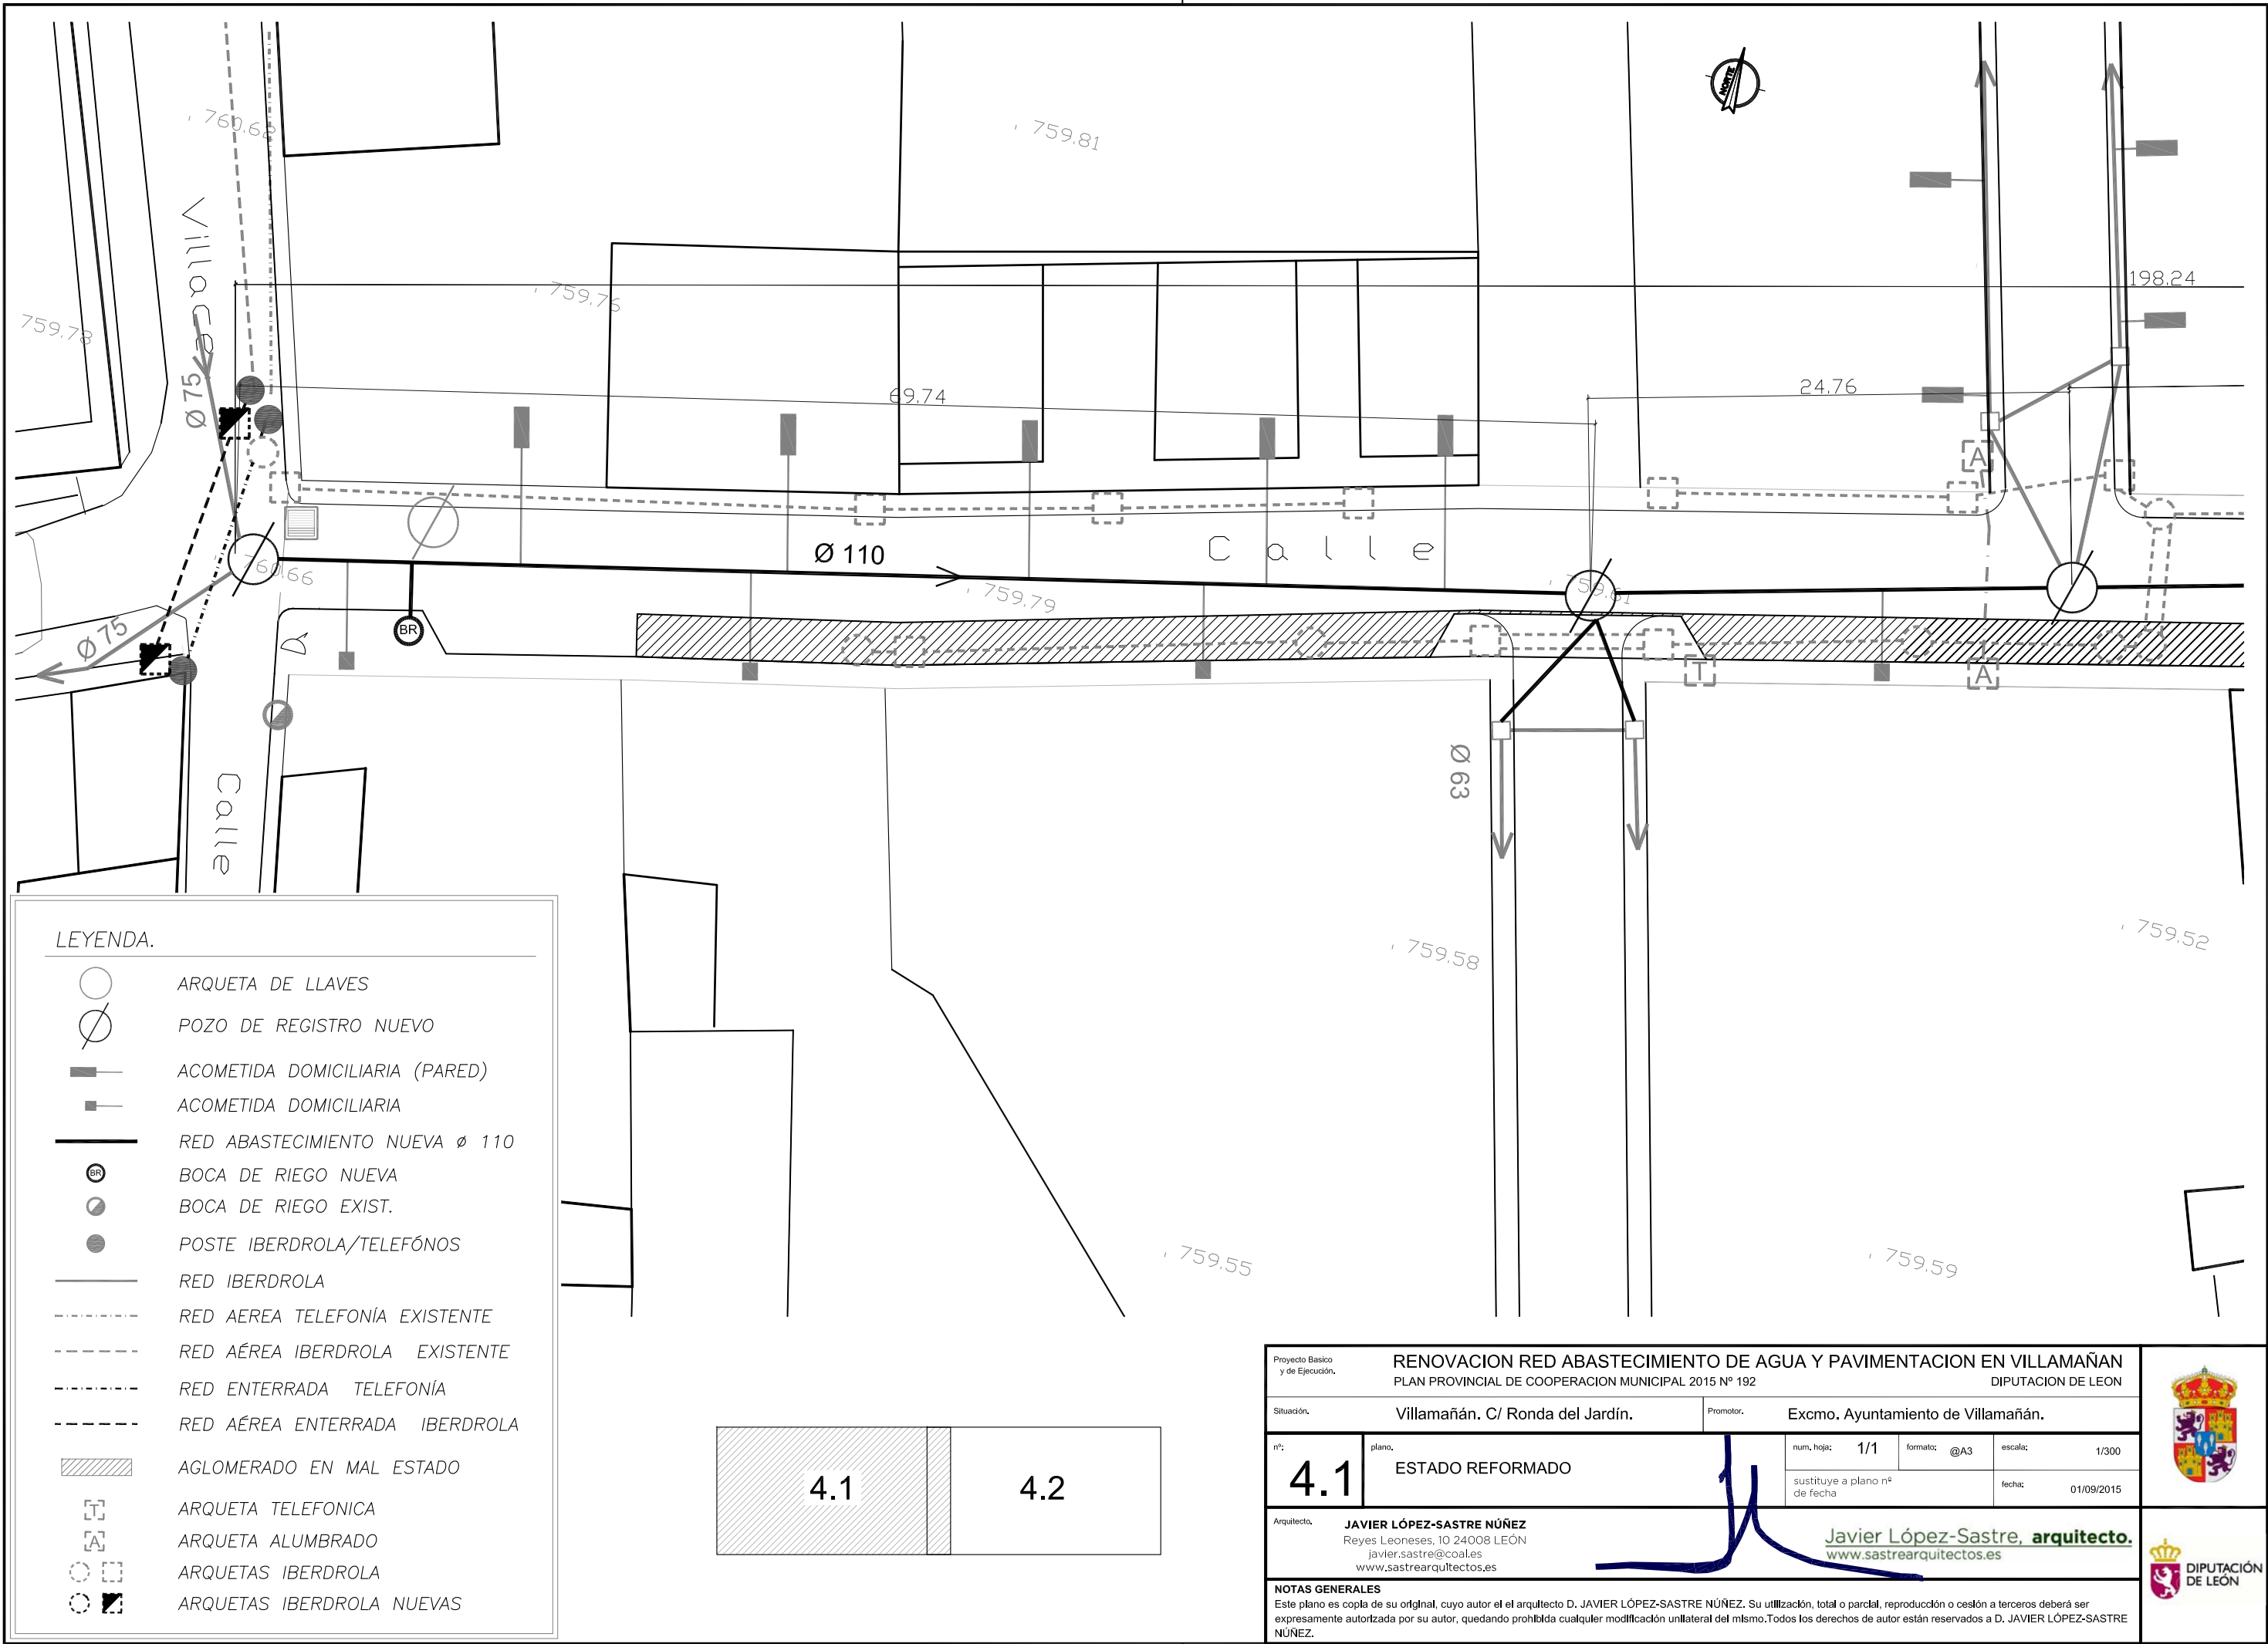 NORTE
760.62
759.81
Villace
759.76
198.24
759.78
Ø 75
69.74
24.76
A
Ø 110
Calle
760.66
759.79
759.61
Ø 75
BR
T
A
Ø 63
Calle
759.58
759.52
759.55
759.59
LEYENDA.
ARQUETA DE LLAVES
POZO DE REGISTRO NUEVO
ACOMETIDA DOMICILIARIA (PARED)
ACOMETIDA DOMICILIARIA
RED ABASTECIMIENTO NUEVA ø 110
BR BOCA DE RIEGO NUEVA
BOCA DE RIEGO EXIST.
POSTE IBERDROLA/TELEFÓNOS
RED IBERDROLA
RED AEREA TELEFONÍA EXISTENTE
RED AÉREA IBERDROLA EXISTENTE
RED ENTERRADA TELEFONÍA
RED AÉREA ENTERRADA IBERDROLA
AGLOMERADO EN MAL ESTADO
T ARQUETA TELEFONICA
A ARQUETA ALUMBRADO
ARQUETAS IBERDROLA
ARQUETAS IBERDROLA NUEVAS
4.1 4.2
Proyecto Basico
y de Ejecución.
RENOVACION RED ABASTECIMIENTO DE AGUA Y PAVIMENTACION EN VILLAMAÑAN
PLAN PROVINCIAL DE COOPERACION MUNICIPAL 2015 Nº 192 DIPUTACION DE LEON
Situación. Villamañán. C/ Ronda del Jardín. Promotor. Excmo. Ayuntamiento de Villamañán.
nº: 4.1
plano. ESTADO REFORMADO
num. hoja: 1/1 formato: @A3 escala: 1/300
sustituye a plano nº
de fecha
fecha: 01/09/2015
Arquitecto. JAVIER LÓPEZ-SASTRE NÚÑEZ
Reyes Leoneses, 10 24008 LEÓN
javier.sastre@coal.es
www.sastrearquitectos.es
Javier López-Sastre, arquitecto.
www.sastrearquitectos.es
DIPUTACIÓN
DE LEÓN
NOTAS GENERALES
Este plano es copia de su original, cuyo autor el el arquitecto D. JAVIER LÓPEZ-SASTRE NÚÑEZ. Su utilización, total o parcial, reproducción o cesión a terceros deberá ser
expresamente autorizada por su autor, quedando prohibida cualquier modificación unilateral del mismo.Todos los derechos de autor están reservados a D. JAVIER LÓPEZ-SASTRE
NÚÑEZ.